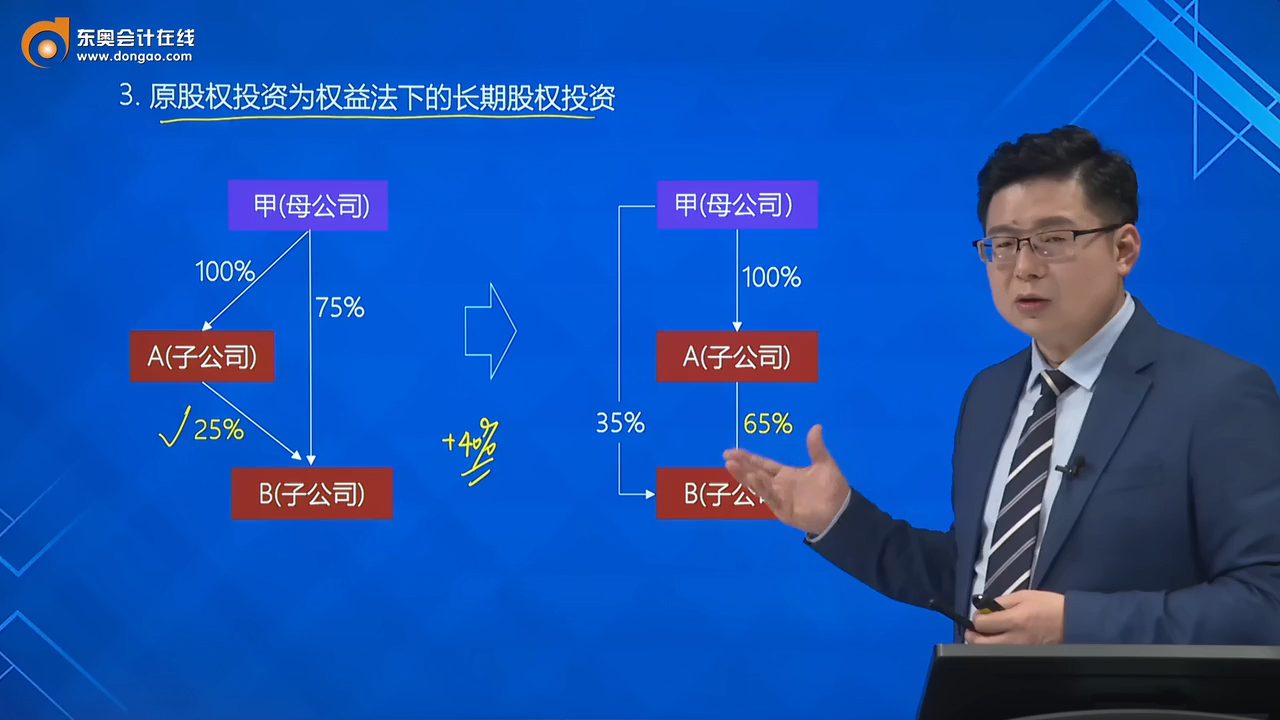 东奥会计在线
www.dongao.com
3. 原股权投资为权益法下的长期股权投资
甲(母公司)
100%
75%
A(子公司)
25%
B(子公司)
+40%
甲(母公司)
100%
A(子公司)
35%
65%
B(子公